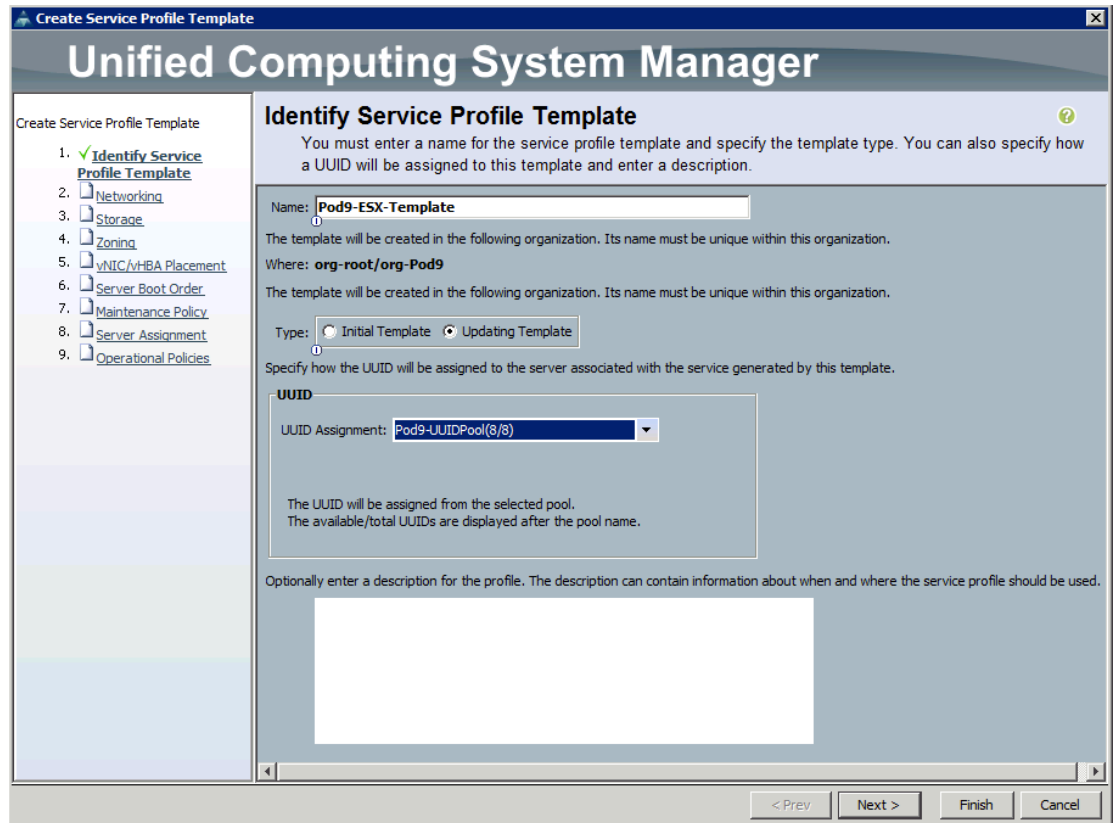 Create Service Profile Template
Unified Computing System Manager
Create Service Profile Template
1. Identify Service
Profile Template
2. Networking
3. Storage
4. Zoning
5. vNIC/vHBA Placement
6. Server Boot Order
7. Maintenance Policy
8. Server Assignment
9. Operational Policies
Identify Service Profile Template
You must enter a name for the service profile template and specify the template type. You can also specify how
a UUID will be assigned to this template and enter a description.
Name: Pod9-ESX-Template
The template will be created in the following organization. Its name must be unique within this organization.
Where: org-root/org-Pod9
The template will be created in the following organization. Its name must be unique within this organization.
Type: Initial Template Updating Template
Specify how the UUID will be assigned to the server associated with the service generated by this template.
UUID
UUID Assignment: Pod9-UUIDPool(8/8)
The UUID will be assigned from the selected pool.
The available/total UUIDs are displayed after the pool name.
Optionally enter a description for the profile. The description can contain information about when and where the service profile should be used.
< Prev Next > Finish Cancel